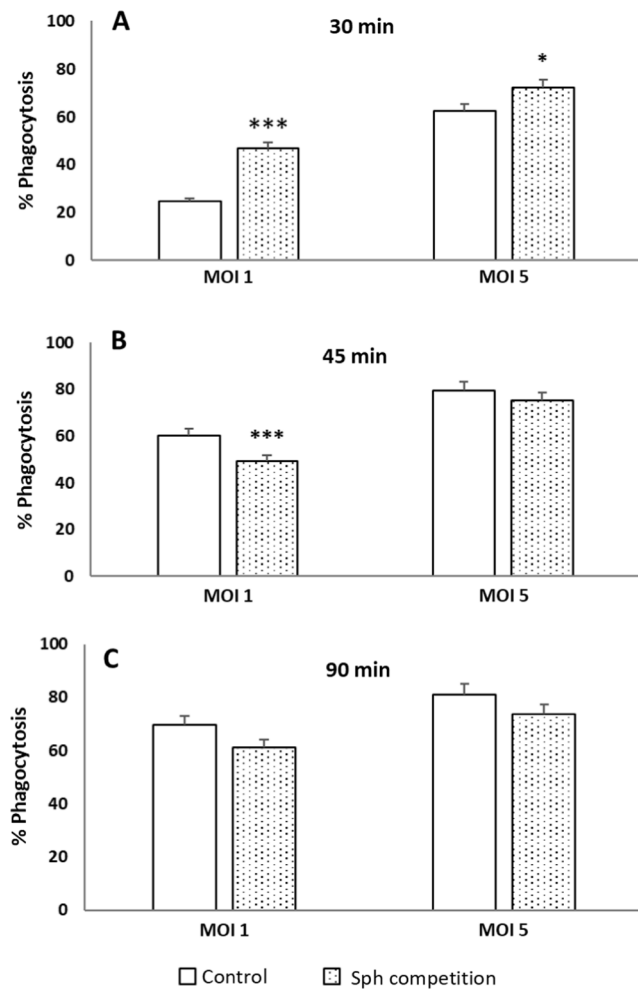 A
30 min
% Phagocytosis
100
80
60
40
20
0
***
*
MOI 1
MOI 5
B
45 min
% Phagocytosis
100
80
60
40
20
0
***
MOI 1
MOI 5
C
90 min
% Phagocytosis
100
80
60
40
20
0
MOI 1
MOI 5
Control
Sph competition